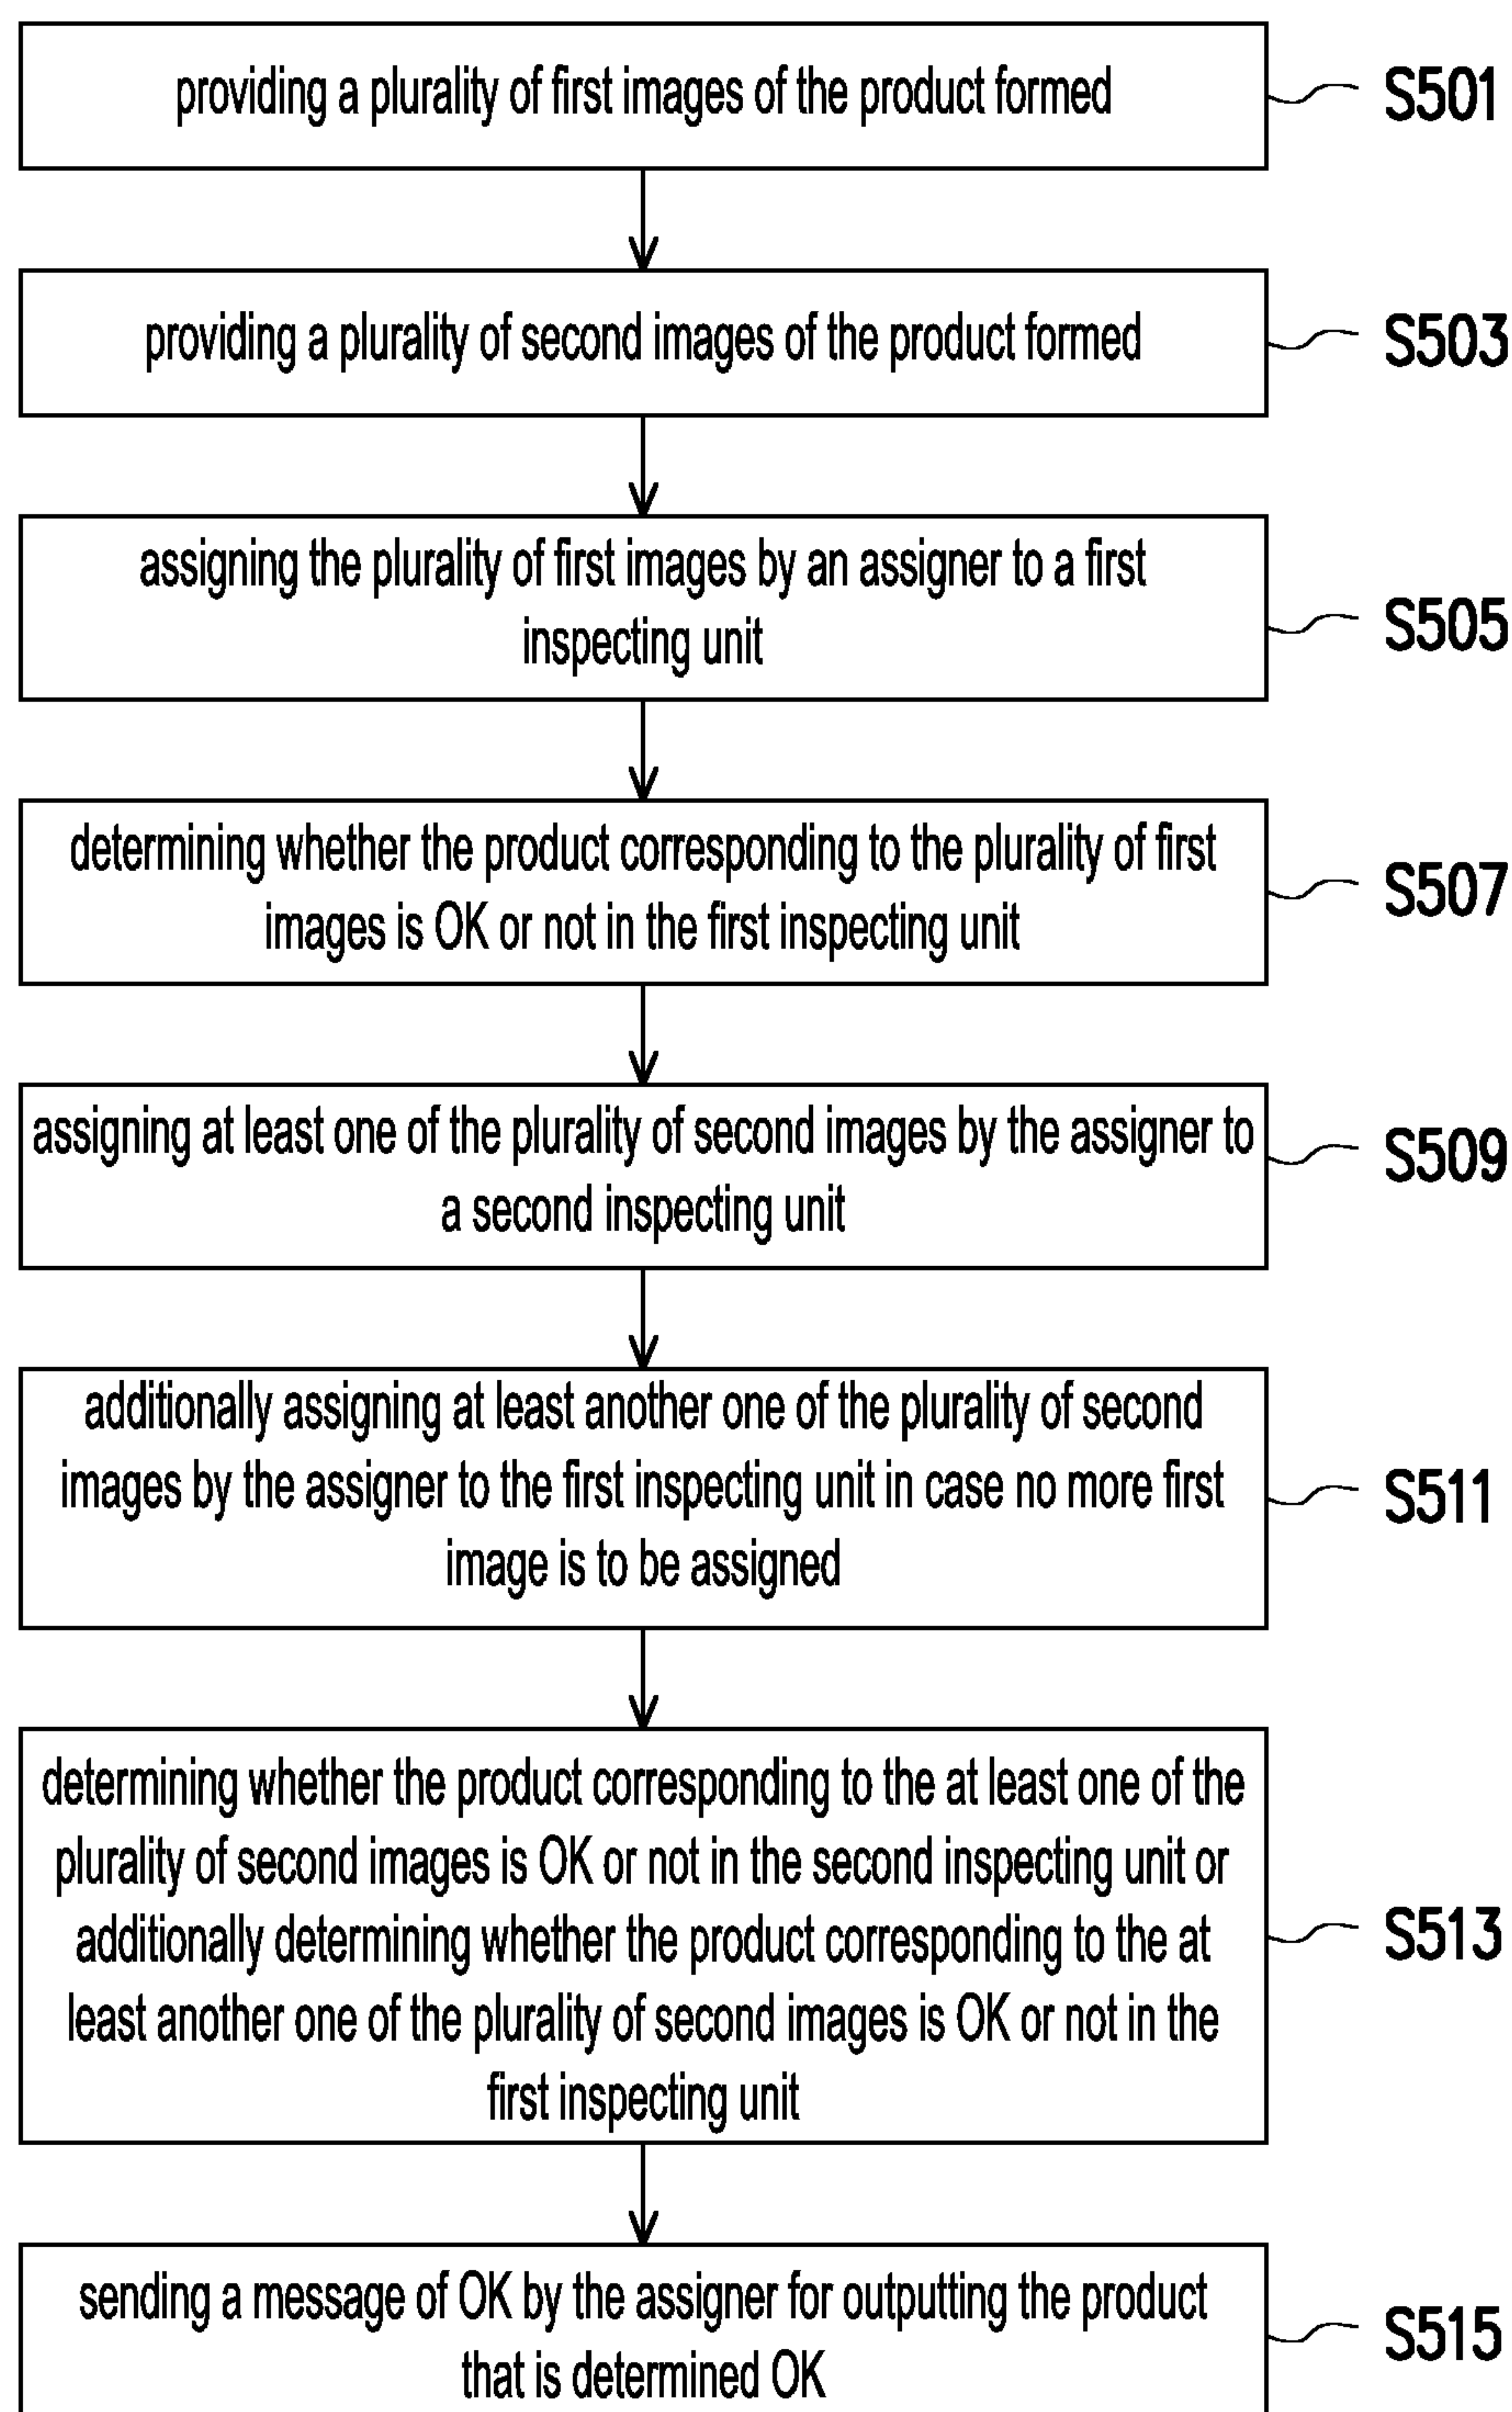 providing a plurality of first images of the product formed
S501
providing a plurality of second images of the product formed
S503
assigning the plurality of first images by an assigner to a first
inspecting unit
S505
determining whether the product corresponding to the plurality of first
images is OK or not in the first inspecting unit
S507
assigning at least one of the plurality of second images by the assigner to
a second inspecting unit
S509
additionally assigning at least another one of the plurality of second
images by the assigner to the first inspecting unit in case no more first
image is to be assigned
S511
determining whether the product corresponding to the at least one of the
plurality of second images is OK or not in the second inspecting unit or
additionally determining whether the product corresponding to the at
least another one of the plurality of second images is OK or not in the
first inspecting unit
S513
sending a message of OK by the assigner for outputting the product
that is determined OK
S515